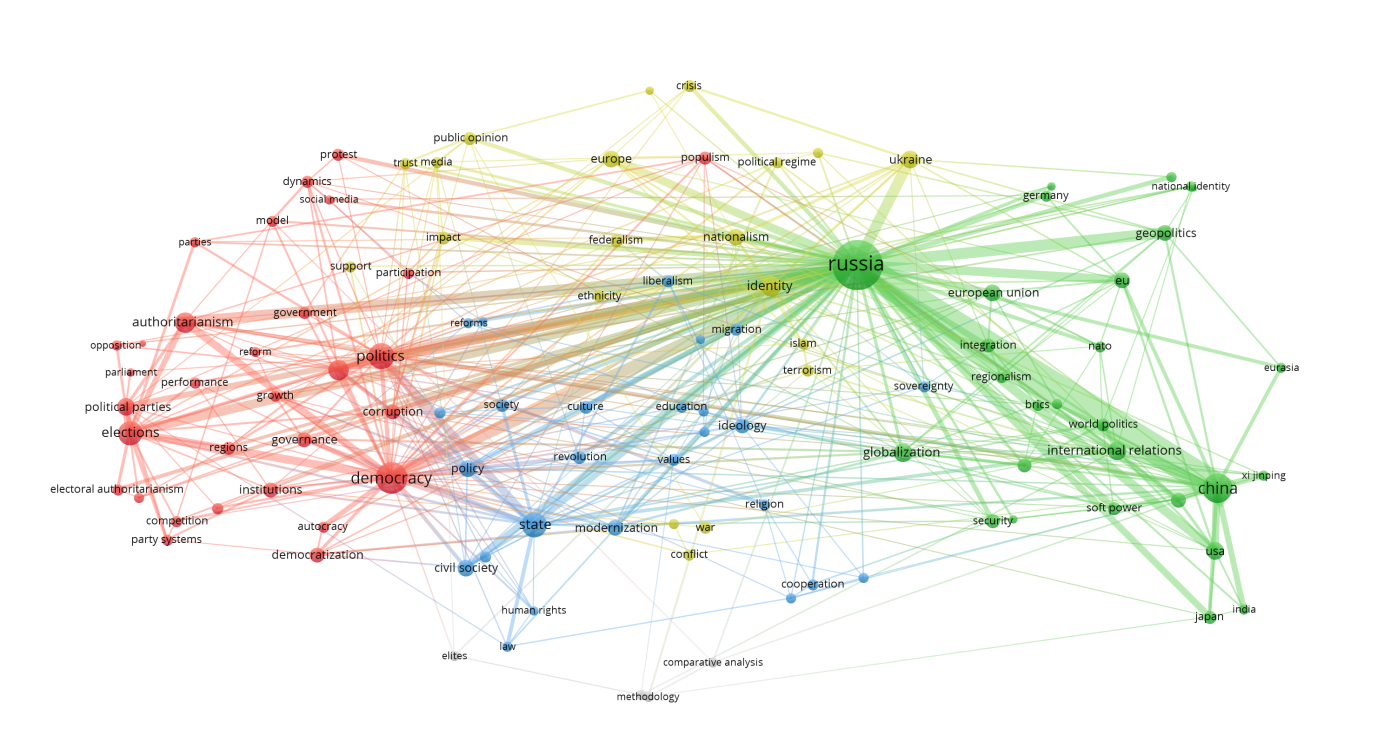 crisis
public opinion
protest
trust media
europe
populism
political regime
ukraine
dynamics
germany
national identity
social media
model
geopolitics
parties
impact
federalism
nationalism
russia
support
participation
liberalism
eu
ethnicity
identity
european union
government
authoritarianism
reforms
migration
opposition
reform
politics
islam
integration
nato
parliament
performance
terrorism
regionalism
eurasia
growth
sovereignty
political parties
corruption
society
culture
education
brics
elections
governance
ideology
world politics
regions
revolution
values
globalization
international relations
policy
democracy
xi jinping
electoral authoritarianism
institutions
china
religion
soft power
competition
autocracy
state
modernization
war
security
party systems
democratization
conflict
usa
civil society
cooperation
human rights
india
japan
law
elites
comparative analysis
methodology